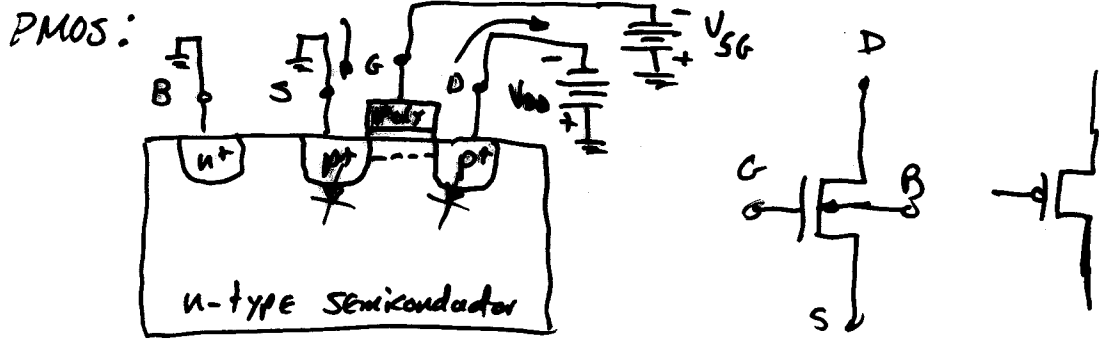 PMOS:
B S G D
V_SG
V_DD
Poly
n+ p+ p+
n-type semiconductor
D
G B
S